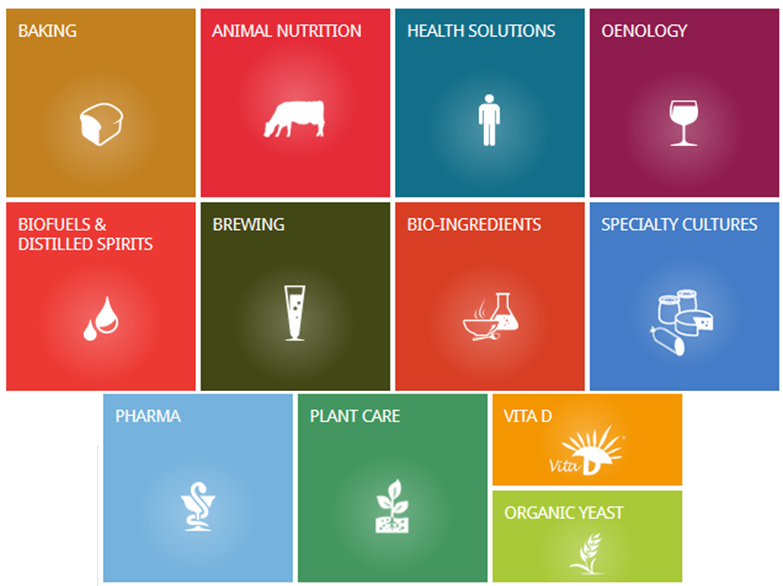 BAKING
ANIMAL NUTRITION
HEALTH SOLUTIONS
OENOLOGY
BIOFUELS &
DISTILLED SPIRITS
BREWING
BIO-INGREDIENTS
SPECIALTY CULTURES
PHARMA
PLANT CARE
VITA D
Vita D
ORGANIC YEAST